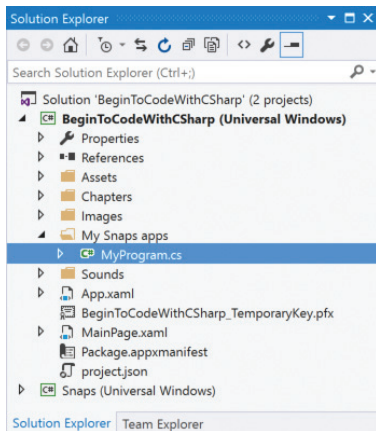 Solution Explorer
Search Solution Explorer (Ctrl+;)
Solution 'BeginToCodeWithCSharp' (2 projects)
C# BeginToCodeWithCSharp (Universal Windows)
Properties
References
Assets
Chapters
Images
My Snaps apps
C# MyProgram.cs
Sounds
App.xaml
BeginToCodeWithCSharp_TemporaryKey.pfx
MainPage.xaml
Package.appxmanifest
project.json
C# Snaps (Universal Windows)
Solution Explorer Team Explorer